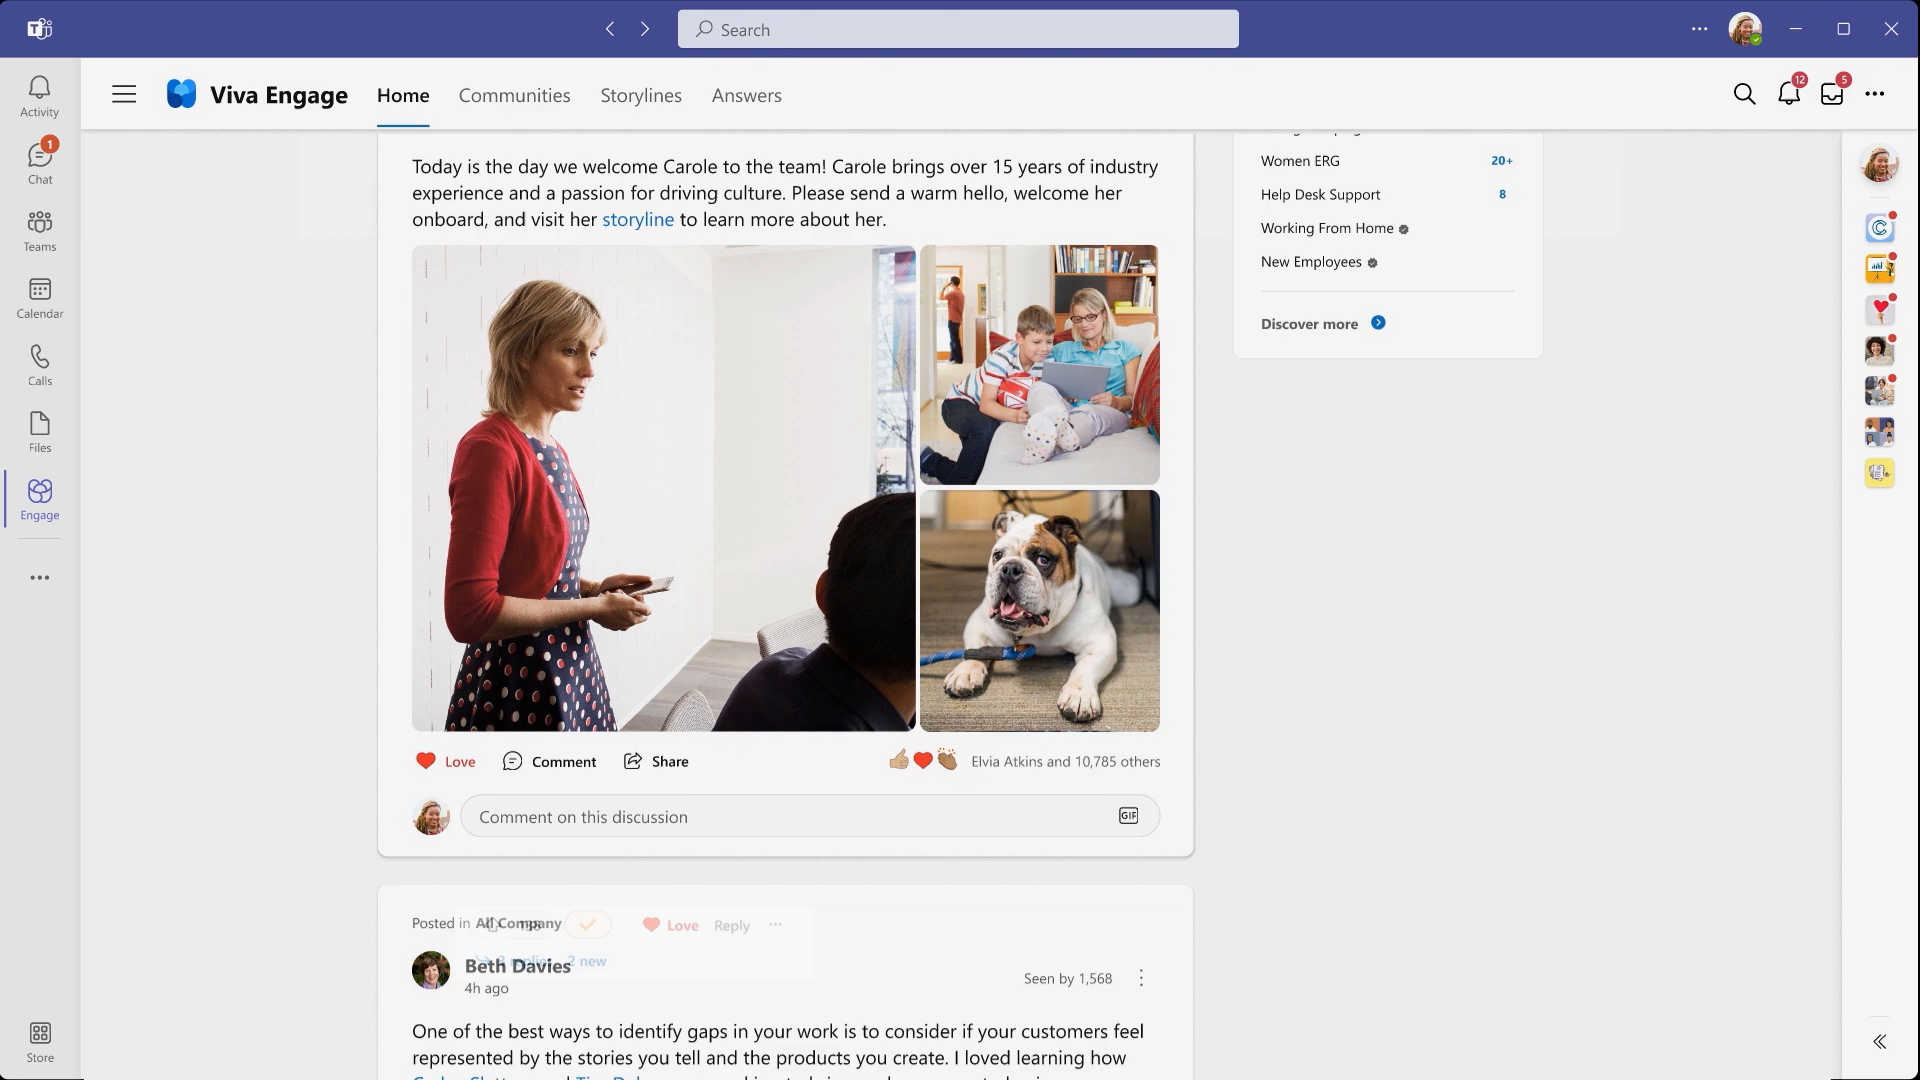 Search
Activity
1
Chat
Teams
Calendar
Calls
Files
Engage
Store
Viva Engage
Home
Communities
Storylines
Answers
12
5
Today is the day we welcome Carole to the team! Carole brings over 15 years of industry
experience and a passion for driving culture. Please send a warm hello, welcome her
onboard, and visit her storyline to learn more about her.
Love
Comment
Share
Elvia Atkins and 10,785 others
Comment on this discussion
GIF
Posted in All Company
Love
Reply
2 new
Beth Davies
4h ago
Seen by 1,568
One of the best ways to identify gaps in your work is to consider if your customers feel
represented by the stories you tell and the products you create. I loved learning how
Women ERG 20+
Help Desk Support 8
Working From Home
New Employees
Discover more
C